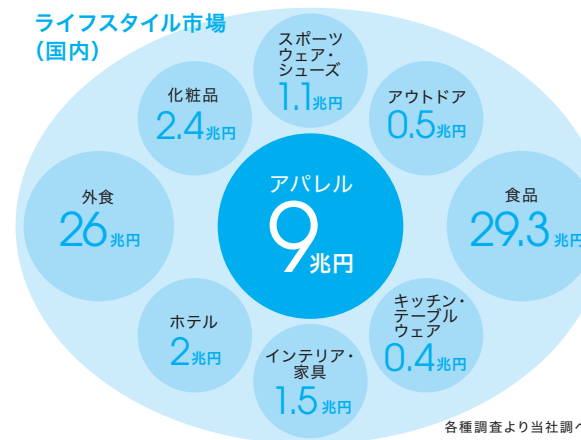 ライフスタイル市場
(国内)
スポーツ
ウェア・
シューズ
1.1兆円
化粧品
2.4兆円
アウトドア
0.5兆円
アパレル
9兆円
外食
26兆円
食品
29.3兆円
ホテル
2兆円
キッチン・
テーブル
ウェア
0.4兆円
インテリア・
家具
1.5兆円
各種調査より当社調べ